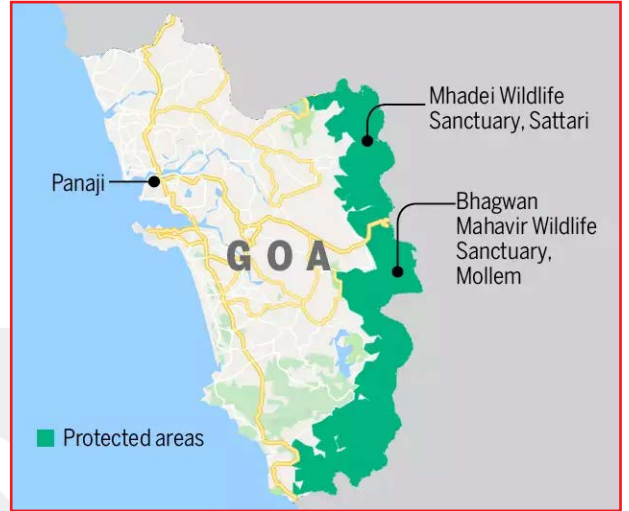 Mhadei Wildlife
Sanctuary, Sattari
Panaji
Bhagwan
Mahavir Wildlife
Sanctuary,
Mollem
GOA
Protected areas